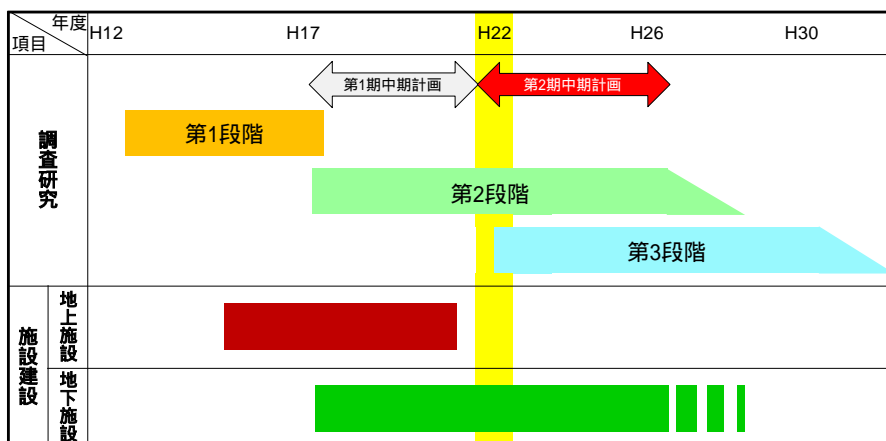 年度
項目
H12
H17
H22
H26
H30
第1期中期計画
第2期中期計画
調査研究
第1段階
第2段階
第3段階
施設建設
地上施設
地下施設